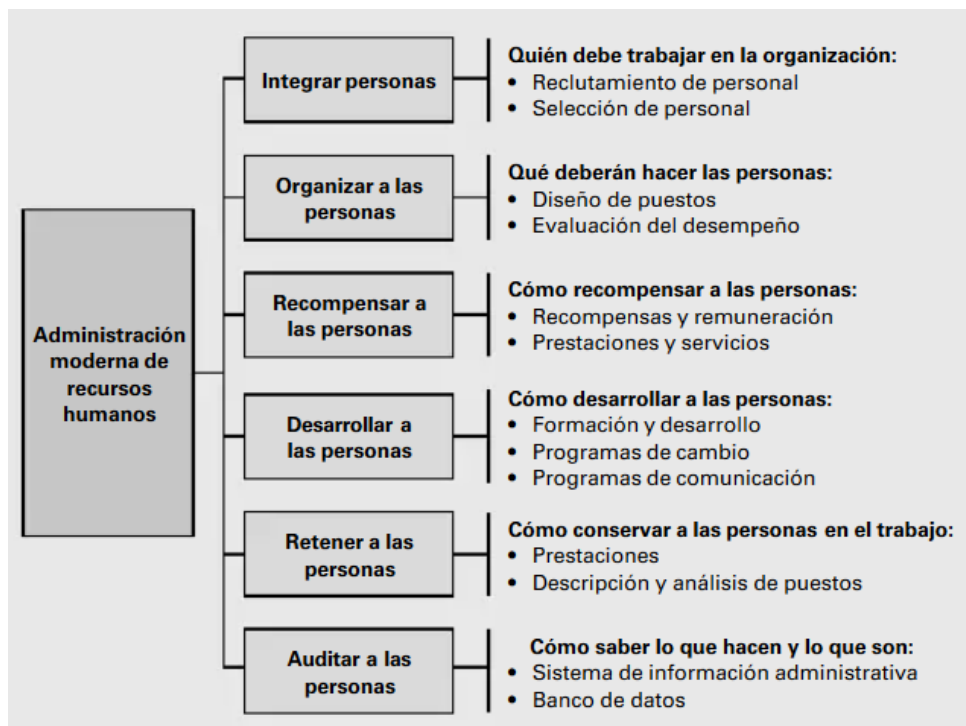 Administración
moderna de
recursos
humanos
Integrar personas
Quién debe trabajar en la organización:
• Reclutamiento de personal
• Selección de personal
Organizar a las
personas
Qué deberán hacer las personas:
• Diseño de puestos
• Evaluación del desempeño
Recompensar a
las personas
Cómo recompensar a las personas:
• Recompensas y remuneración
• Prestaciones y servicios
Desarrollar a
las personas
Cómo desarrollar a las personas:
• Formación y desarrollo
• Programas de cambio
• Programas de comunicación
Retener a las
personas
Cómo conservar a las personas en el trabajo:
• Prestaciones
• Descripción y análisis de puestos
Auditar a las
personas
Cómo saber lo que hacen y lo que son:
• Sistema de información administrativa
• Banco de datos